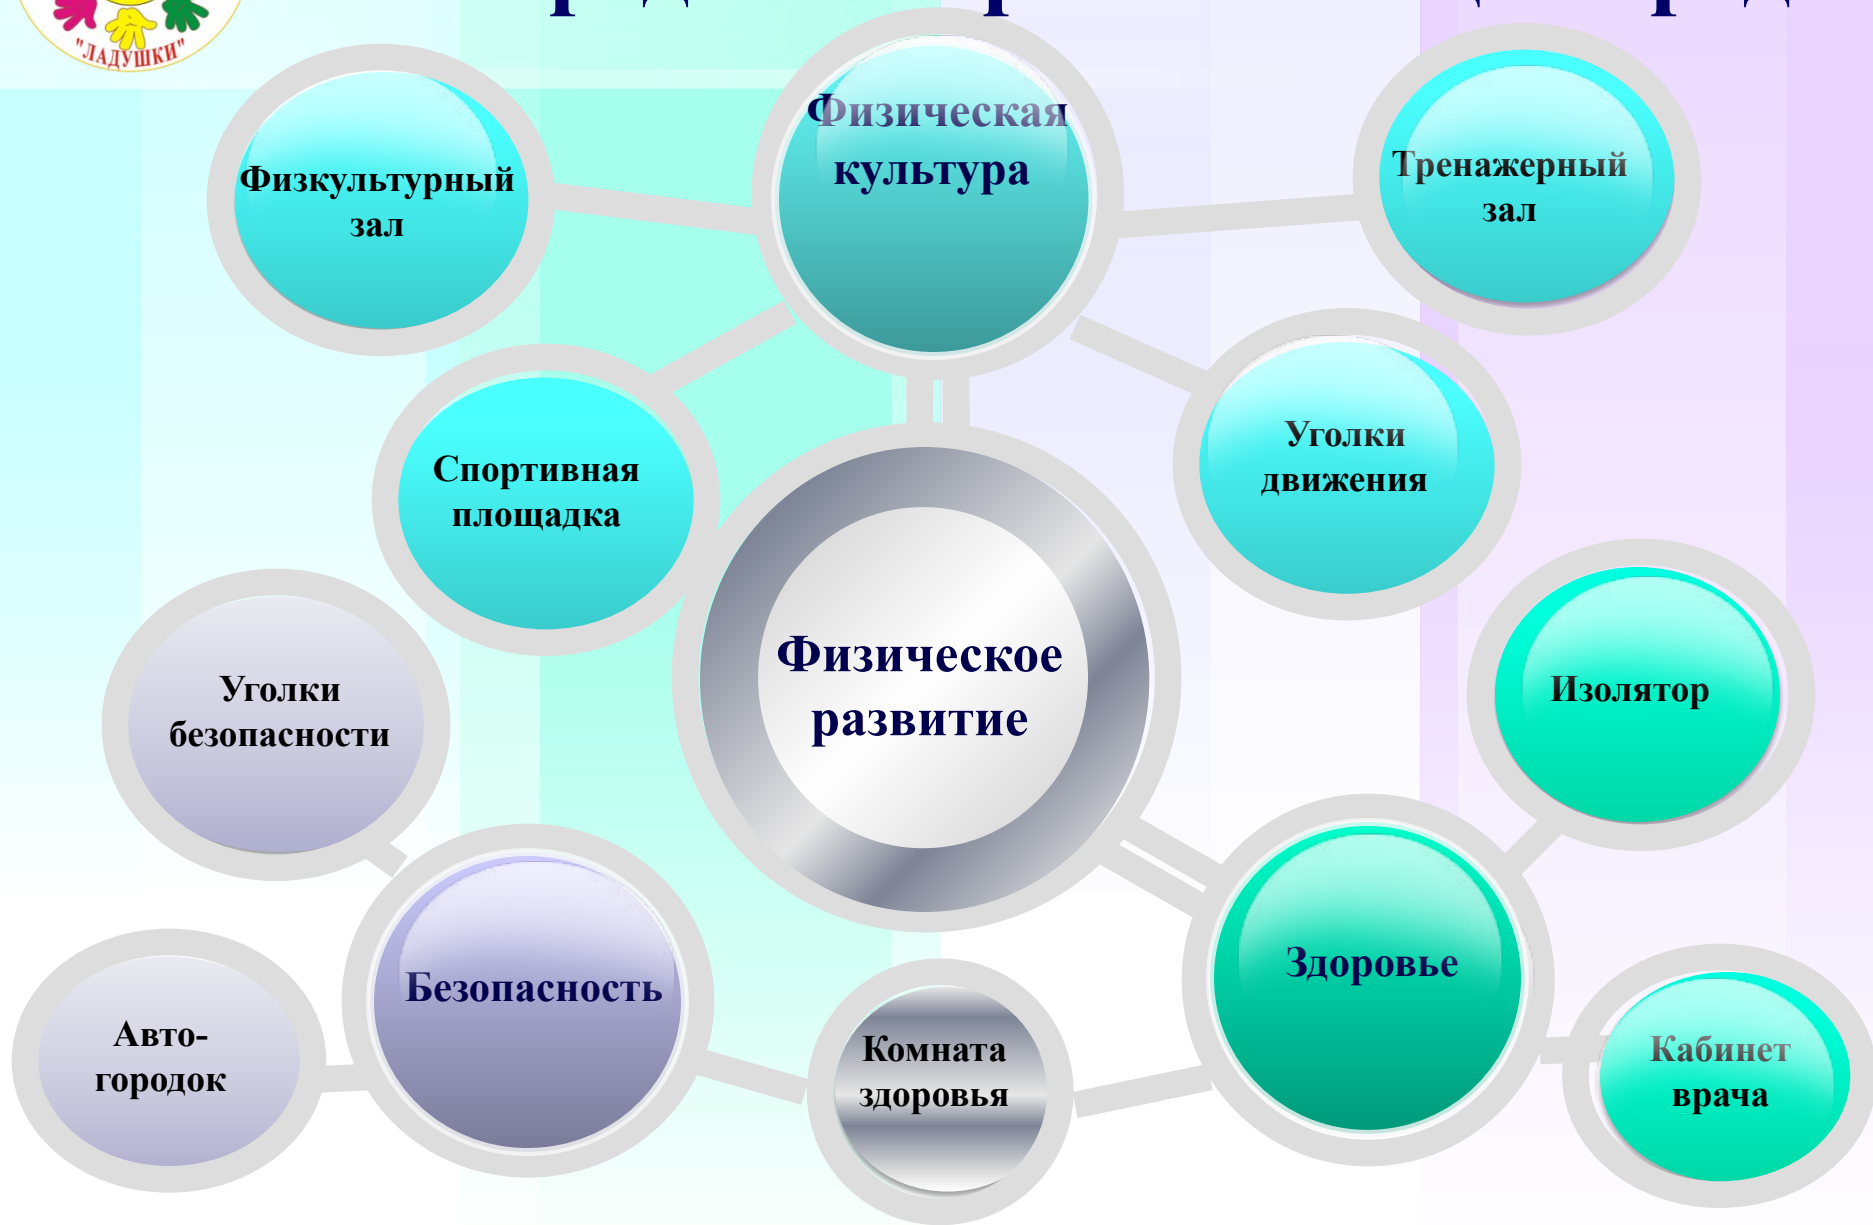 "ЛАДУШКИ"
Физическая
культура
Физкультурный
зал
Тренажерный
зал
Спортивная
площадка
Уголки
движения
Физическое
развитие
Уголки
безопасности
Изолятор
Безопасность
Здоровье
Авто-
городок
Комната
здоровья
Кабинет
врача